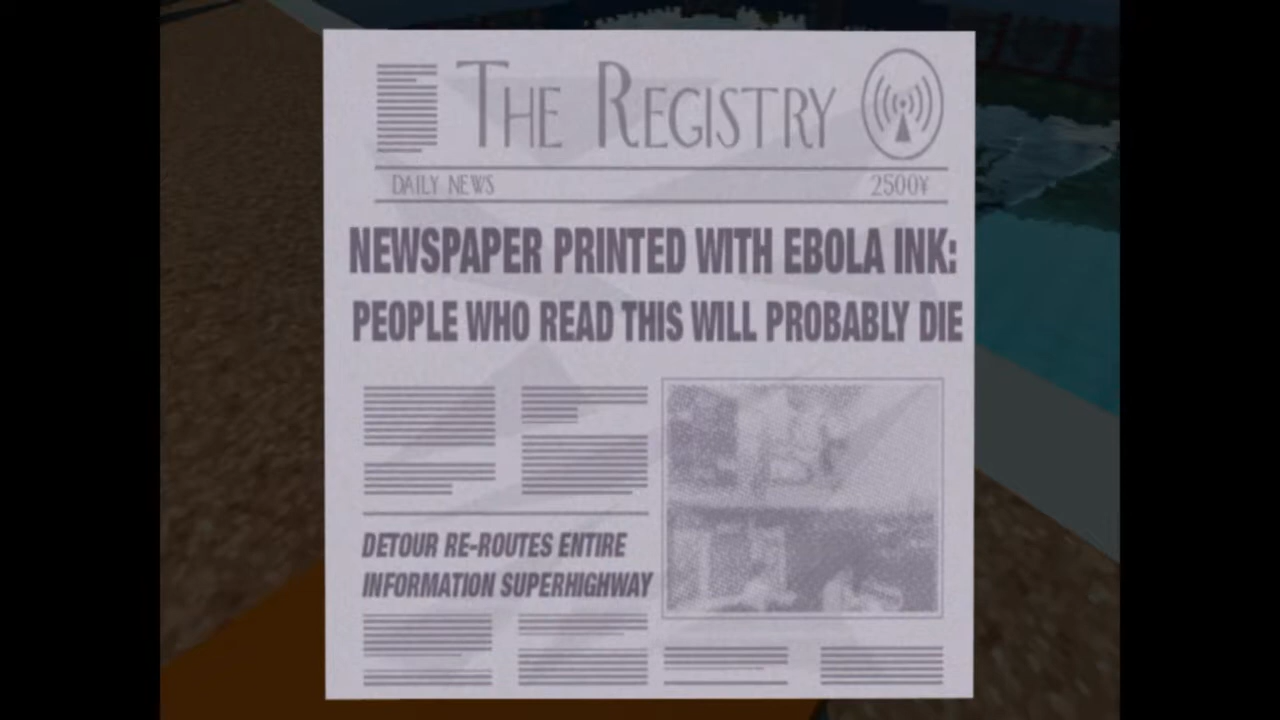 THE REGISTRY
DAILY NEWS 2500¥
NEWSPAPER PRINTED WITH EBOLA INK:
PEOPLE WHO READ THIS WILL PROBABLY DIE
DETOUR RE-ROUTES ENTIRE
INFORMATION SUPERHIGHWAY